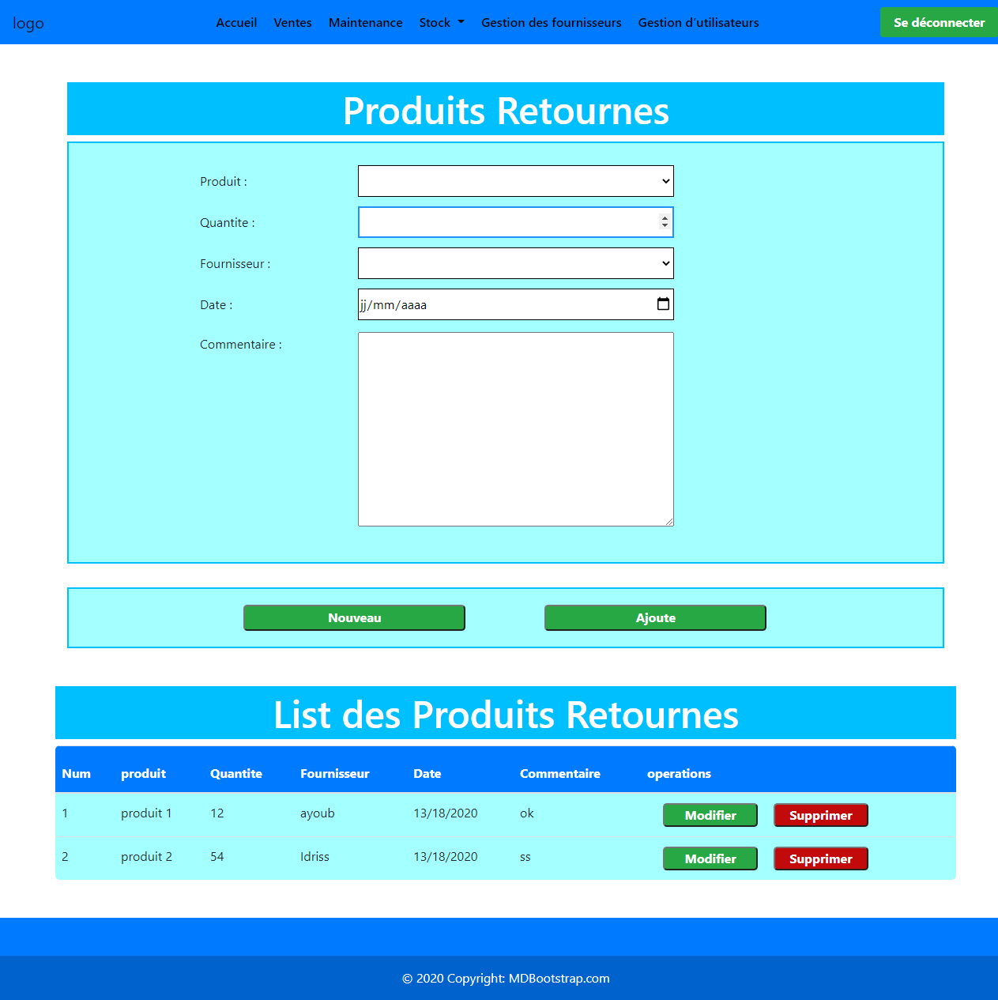 logo Accueil Ventes Maintenance Stock Gestion des fournisseurs Gestion d'utilisateurs Se déconnecter
Produits Retournes
Produit :
Quantite :
Fournisseur :
Date : jj/mm/aaaa
Commentaire :
Nouveau Ajoute
List des Produits Retournes
Num produit Quantite Fournisseur Date Commentaire operations
1 produit 1 12 ayoub 13/18/2020 ok Modifier Supprimer
2 produit 2 54 Idriss 13/18/2020 ss Modifier Supprimer
© 2020 Copyright: MDBootstrap.com